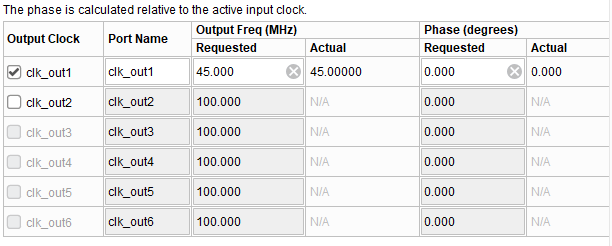 The phase is calculated relative to the active input clock.
Output Clock Port Name Output Freq (MHz) Phase (degrees)
Requested Actual Requested Actual
clk_out1 clk_out1 45.000 45.00000 0.000 0.000
clk_out2 clk_out2 100.000 N/A 0.000 N/A
clk_out3 clk_out3 100.000 N/A 0.000 N/A
clk_out4 clk_out4 100.000 N/A 0.000 N/A
clk_out5 clk_out5 100.000 N/A 0.000 N/A
clk_out6 clk_out6 100.000 N/A 0.000 N/A